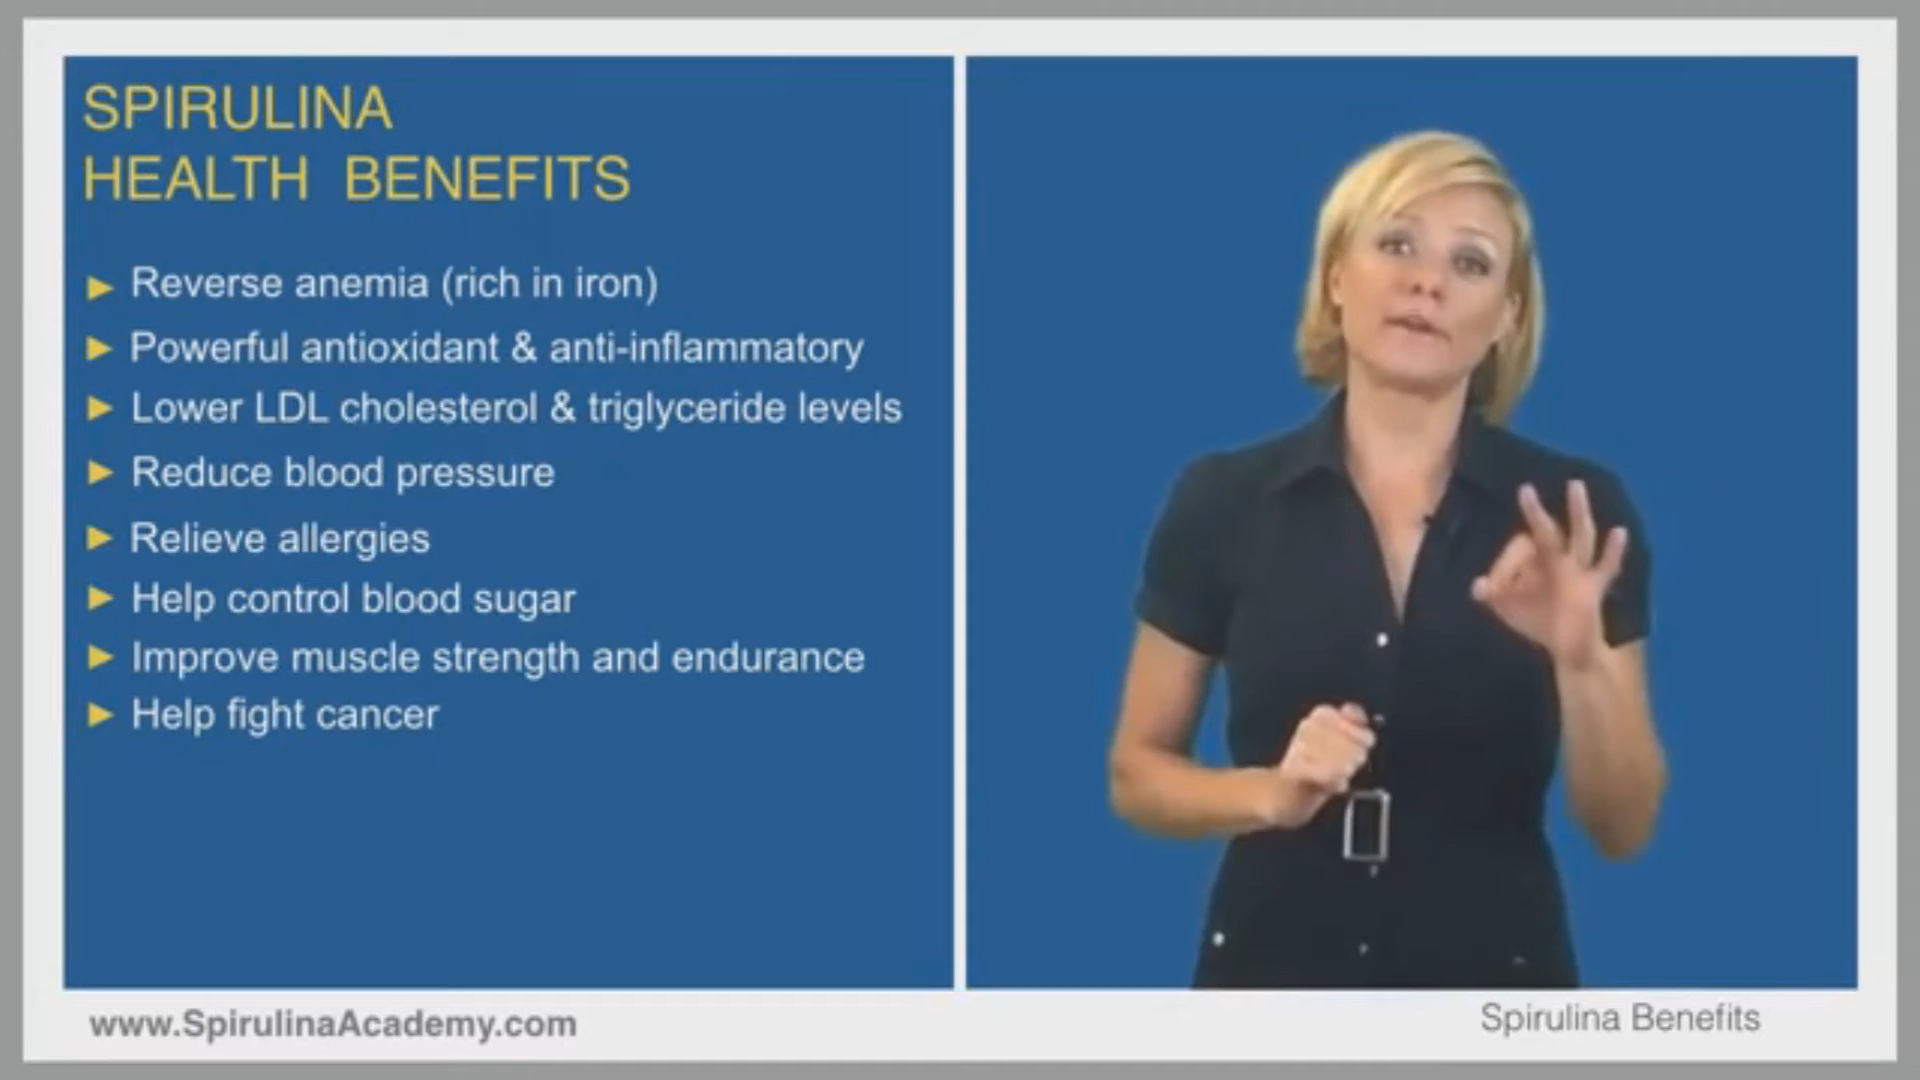 SPIRULINA
HEALTH BENEFITS
Reverse anemia (rich in iron)
Powerful antioxidant & anti-inflammatory
Lower LDL cholesterol & triglyceride levels
Reduce blood pressure
Relieve allergies
Help control blood sugar
Improve muscle strength and endurance
Help fight cancer
www.SpirulinaAcademy.com
Spirulina Benefits